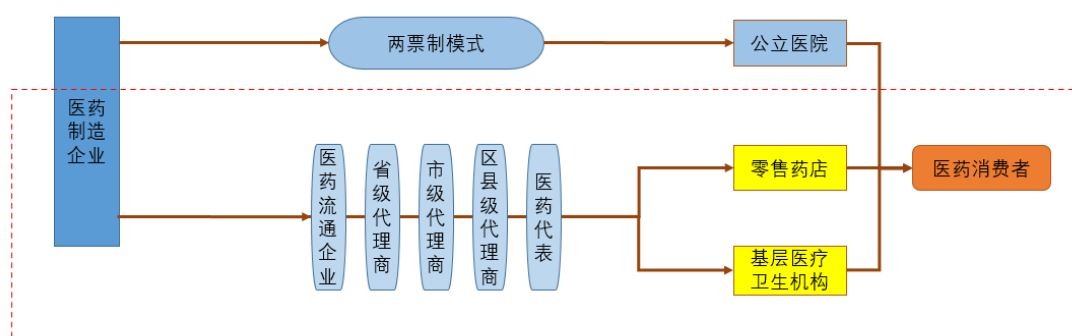 两票制模式
公立医院
医药
制造
企业
医药流通企业
省级代理商
市级代理商
区县级代理商
医药代表
零售药店
医药消费者
基层医疗
卫生机构